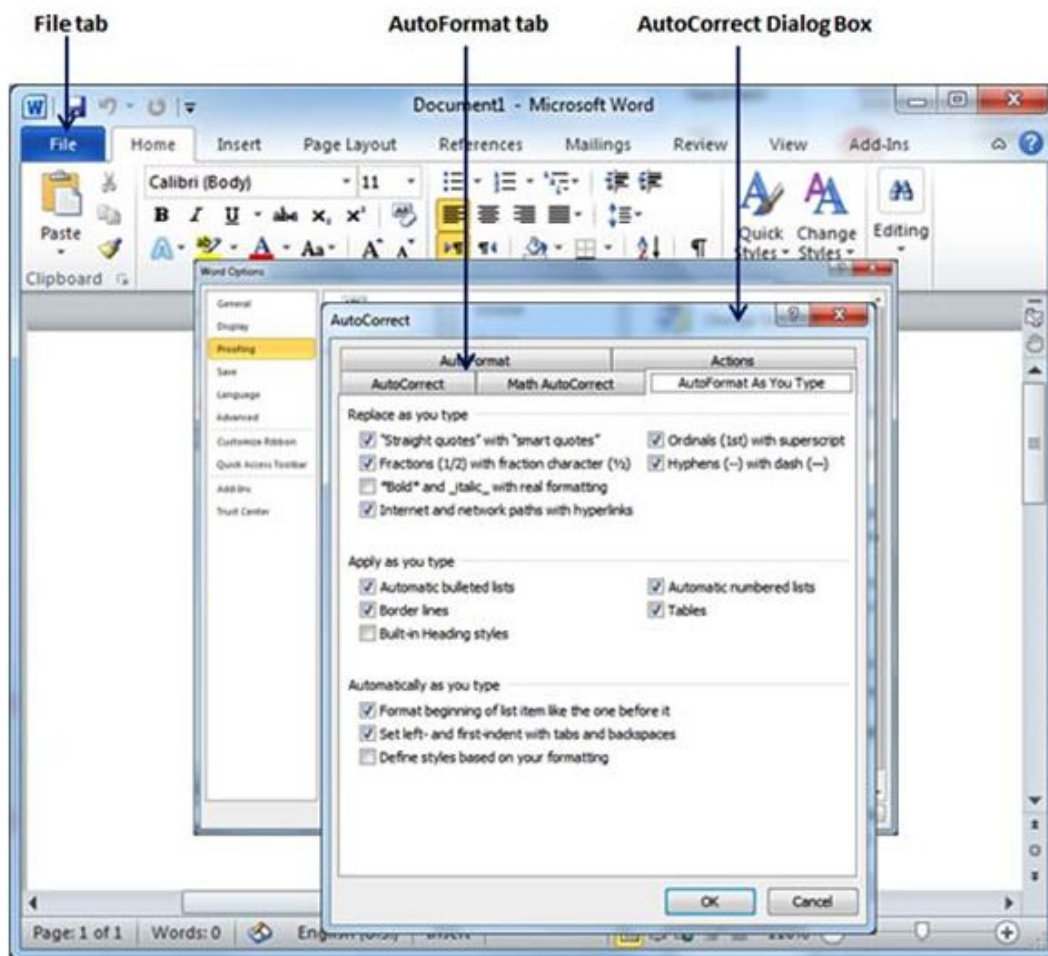 File tab AutoFormat tab AutoCorrect Dialog Box
Document1 - Microsoft Word
File Home Insert Page Layout References Mailings Review View Add-Ins
Calibri (Body) 11
Paste B I U abc x₂ x² Quick Change Editing
A ab A Aa A A Styles Styles
Clipboard
Word Options
General
AutoCorrect
Display
Proofing
AutoFormat Actions
Save
AutoCorrect Math AutoCorrect AutoFormat As You Type
Language
Advanced
Replace as you type
"Straight quotes" with "smart quotes" Ordinals (1st) with superscript
Customize Ribbon
Quick Access Toolbar
Fractions (1/2) with fraction character (½) Hyphens (--) with dash (—)
Add-Ins
*Bold* and _italic_ with real formatting
Trust Center
Internet and network paths with hyperlinks
Apply as you type
Automatic bulleted lists Automatic numbered lists
Border lines Tables
Built-in Heading styles
Automatically as you type
Format beginning of list item like the one before it
Set left- and first-indent with tabs and backspaces
Define styles based on your formatting
OK Cancel
Page: 1 of 1 Words: 0